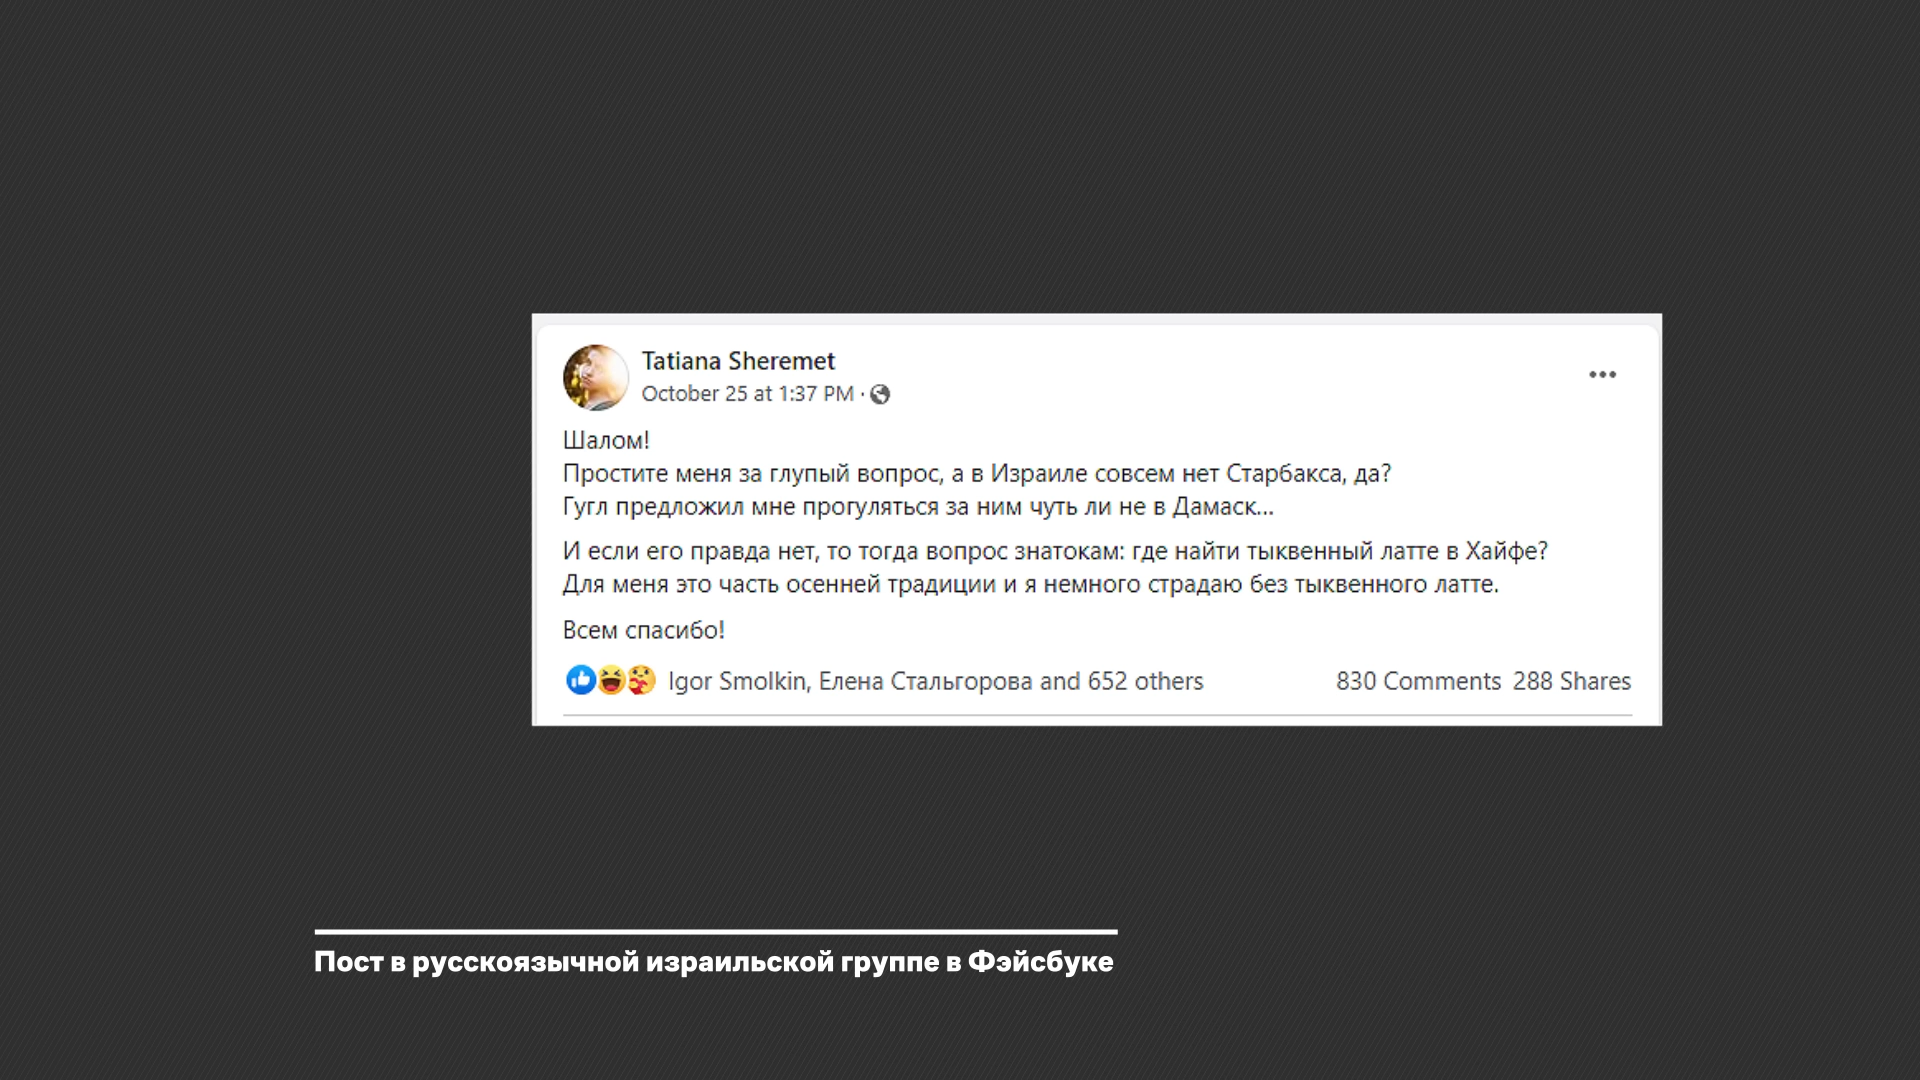 Tatiana Sheremet
October 25 at 1:37 PM ·
Шалом!
Простите меня за глупый вопрос, а в Израиле совсем нет Старбакса, да?
Гугл предложил мне прогуляться за ним чуть ли не в Дамаск...
И если его правда нет, то тогда вопрос знатокам: где найти тыквенный латте в Хайфе?
Для меня это часть осенней традиции и я немного страдаю без тыквенного латте.
Всем спасибо!
Igor Smolkin, Елена Стальгорова and 652 others 830 Comments 288 Shares
Пост в русскоязычной израильской группе в Фэйсбуке